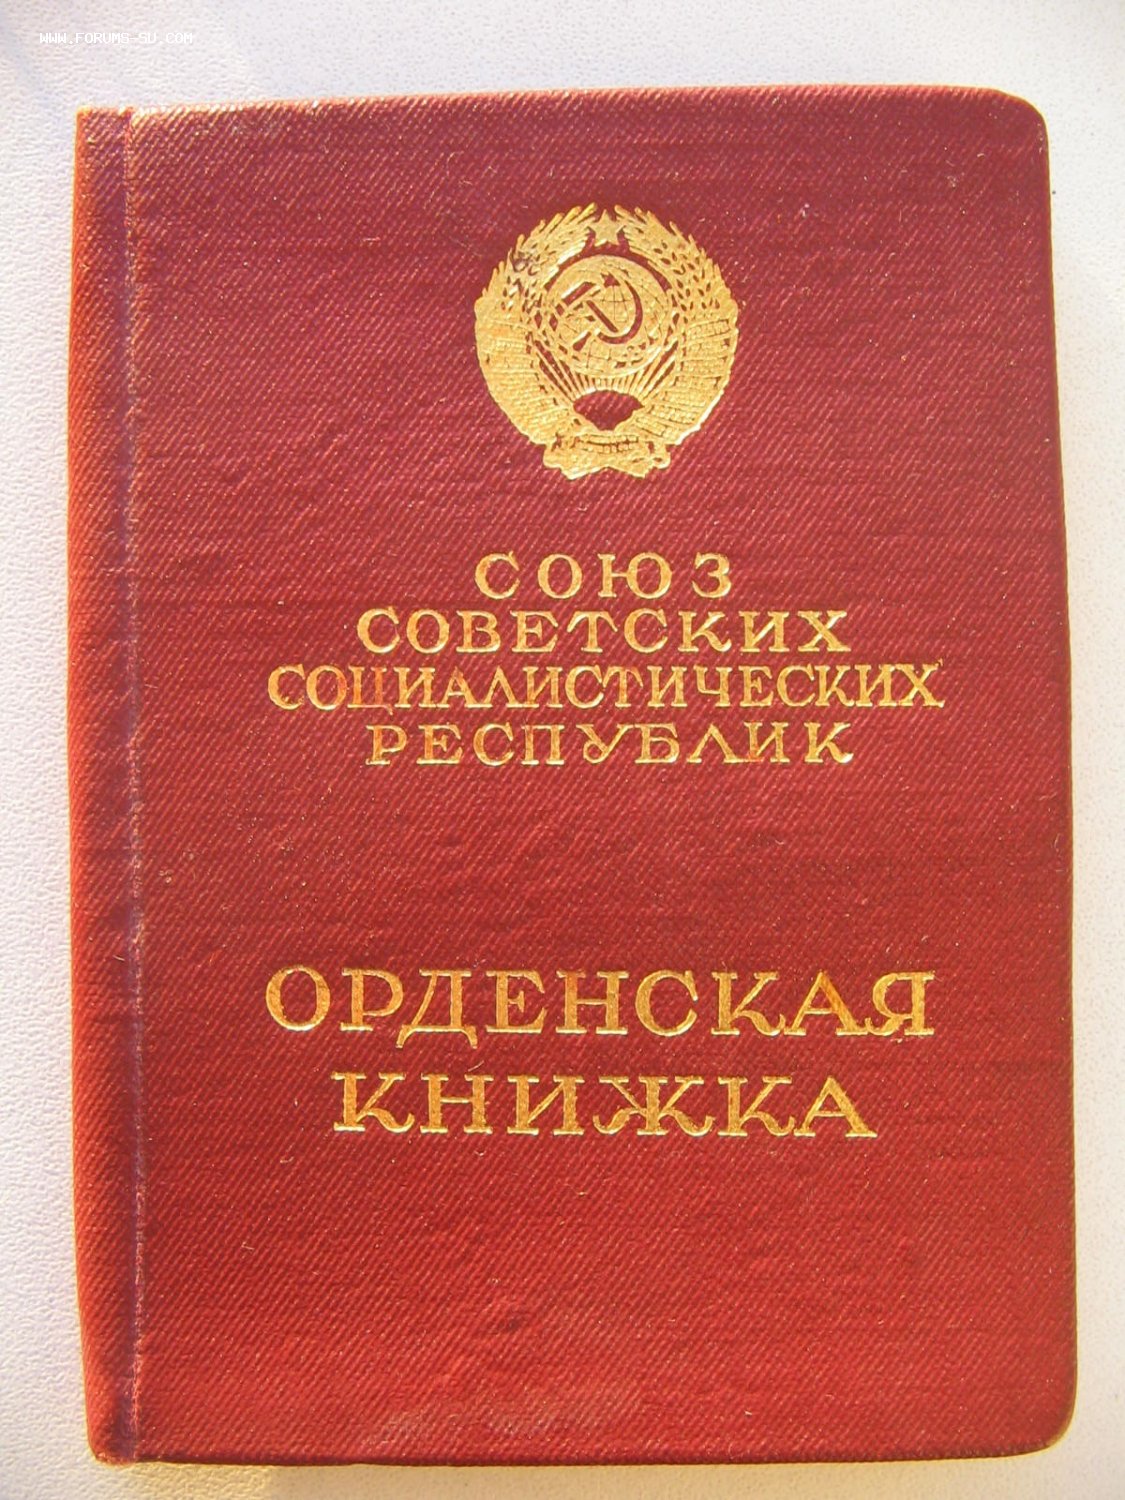 WWW.FORUMS-SU.COM
СОЮЗ
СОВЕТСКИХ
СОЦИАЛИСТИЧЕСКИХ
РЕСПУБЛИК
ОРДЕНСКАЯ
КНИЖКА